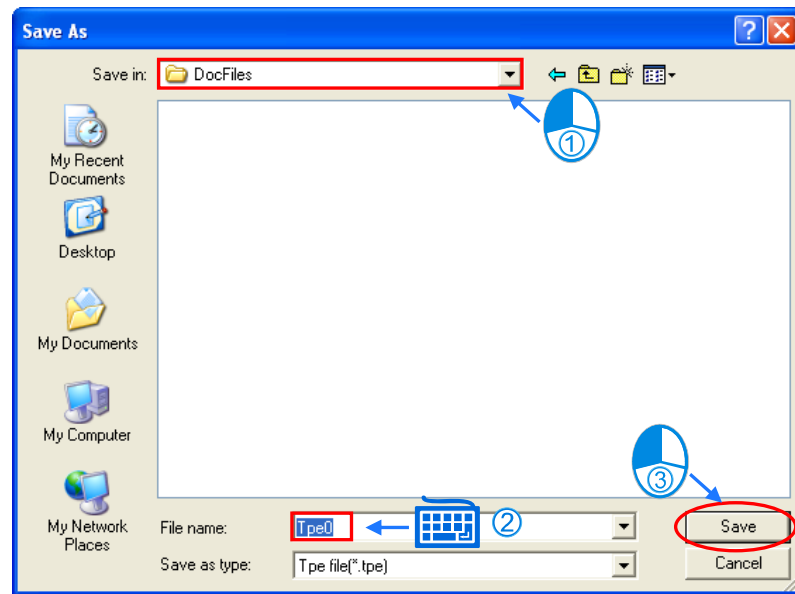 Save As
Save in: DocFiles
①
My Recent
Documents
Desktop
My Documents
My Computer
My Network
Places
③
File name: Tpe0 ② Save
Save as type: Tpe file(*.tpe) Cancel